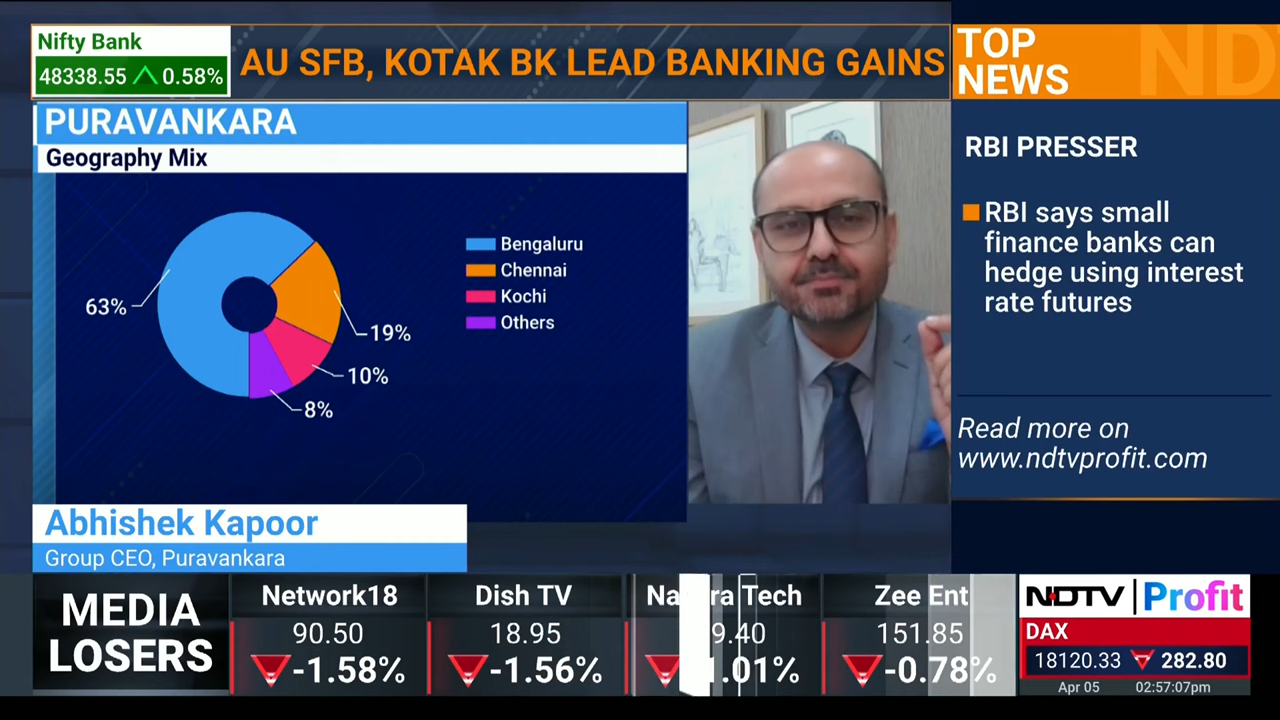 Nifty Bank
48338.55 0.58%
AU SFB, KOTAK BK LEAD BANKING GAINS
TOP
NEWS
PURAVANKARA
Geography Mix
63%
19%
10%
8%
Bengaluru
Chennai
Kochi
Others
RBI PRESSER
RBI says small
finance banks can
hedge using interest
rate futures
Read more on
www.ndtvprofit.com
Abhishek Kapoor
Group CEO, Puravankara
MEDIA
LOSERS
Network18
90.50
-1.58%
Dish TV
18.95
-1.56%
Tech
Zee Ent
151.85
-0.78%
NDTV Profit
DAX
18120.33 282.80
Apr 05 02:57:07pm